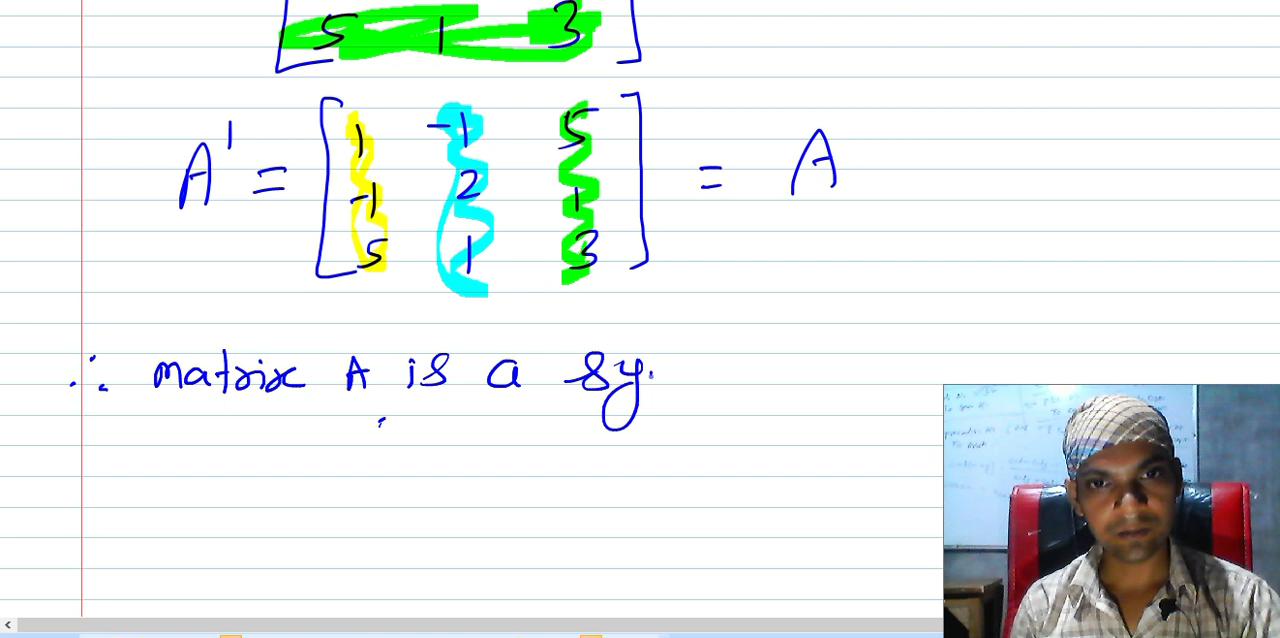 5 1 3
A' = [ 1 -1 5
-1 2 1
5 1 3 ] = A
∴ matrix A is a sy.